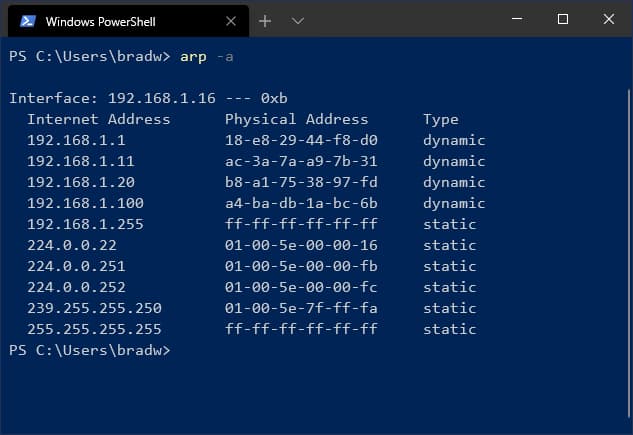 Windows PowerShell
PS C:\Users\bradw> arp -a
Interface: 192.168.1.16 --- 0xb
Internet Address Physical Address Type
192.168.1.1 18-e8-29-44-f8-d0 dynamic
192.168.1.11 ac-3a-7a-a9-7b-31 dynamic
192.168.1.20 b8-a1-75-38-97-fd dynamic
192.168.1.100 a4-ba-db-1a-bc-6b dynamic
192.168.1.255 ff-ff-ff-ff-ff-ff static
224.0.0.22 01-00-5e-00-00-16 static
224.0.0.251 01-00-5e-00-00-fb static
224.0.0.252 01-00-5e-00-00-fc static
239.255.255.250 01-00-5e-7f-ff-fa static
255.255.255.255 ff-ff-ff-ff-ff-ff static
PS C:\Users\bradw>